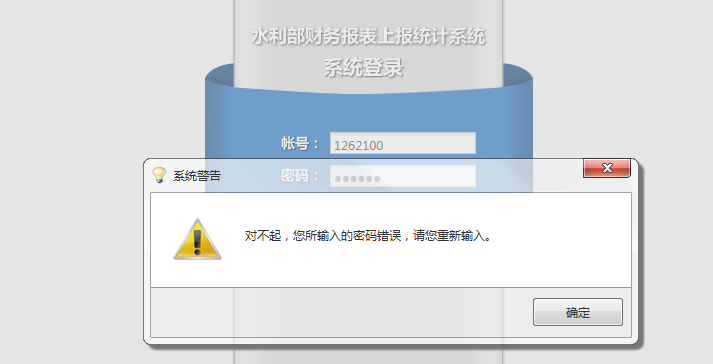 水利部财务报表上报统计系统
系统登录
帐号：1262100
密码：●●●●●●
系统警告
对不起，您所输入的密码错误，请您重新输入。
确定